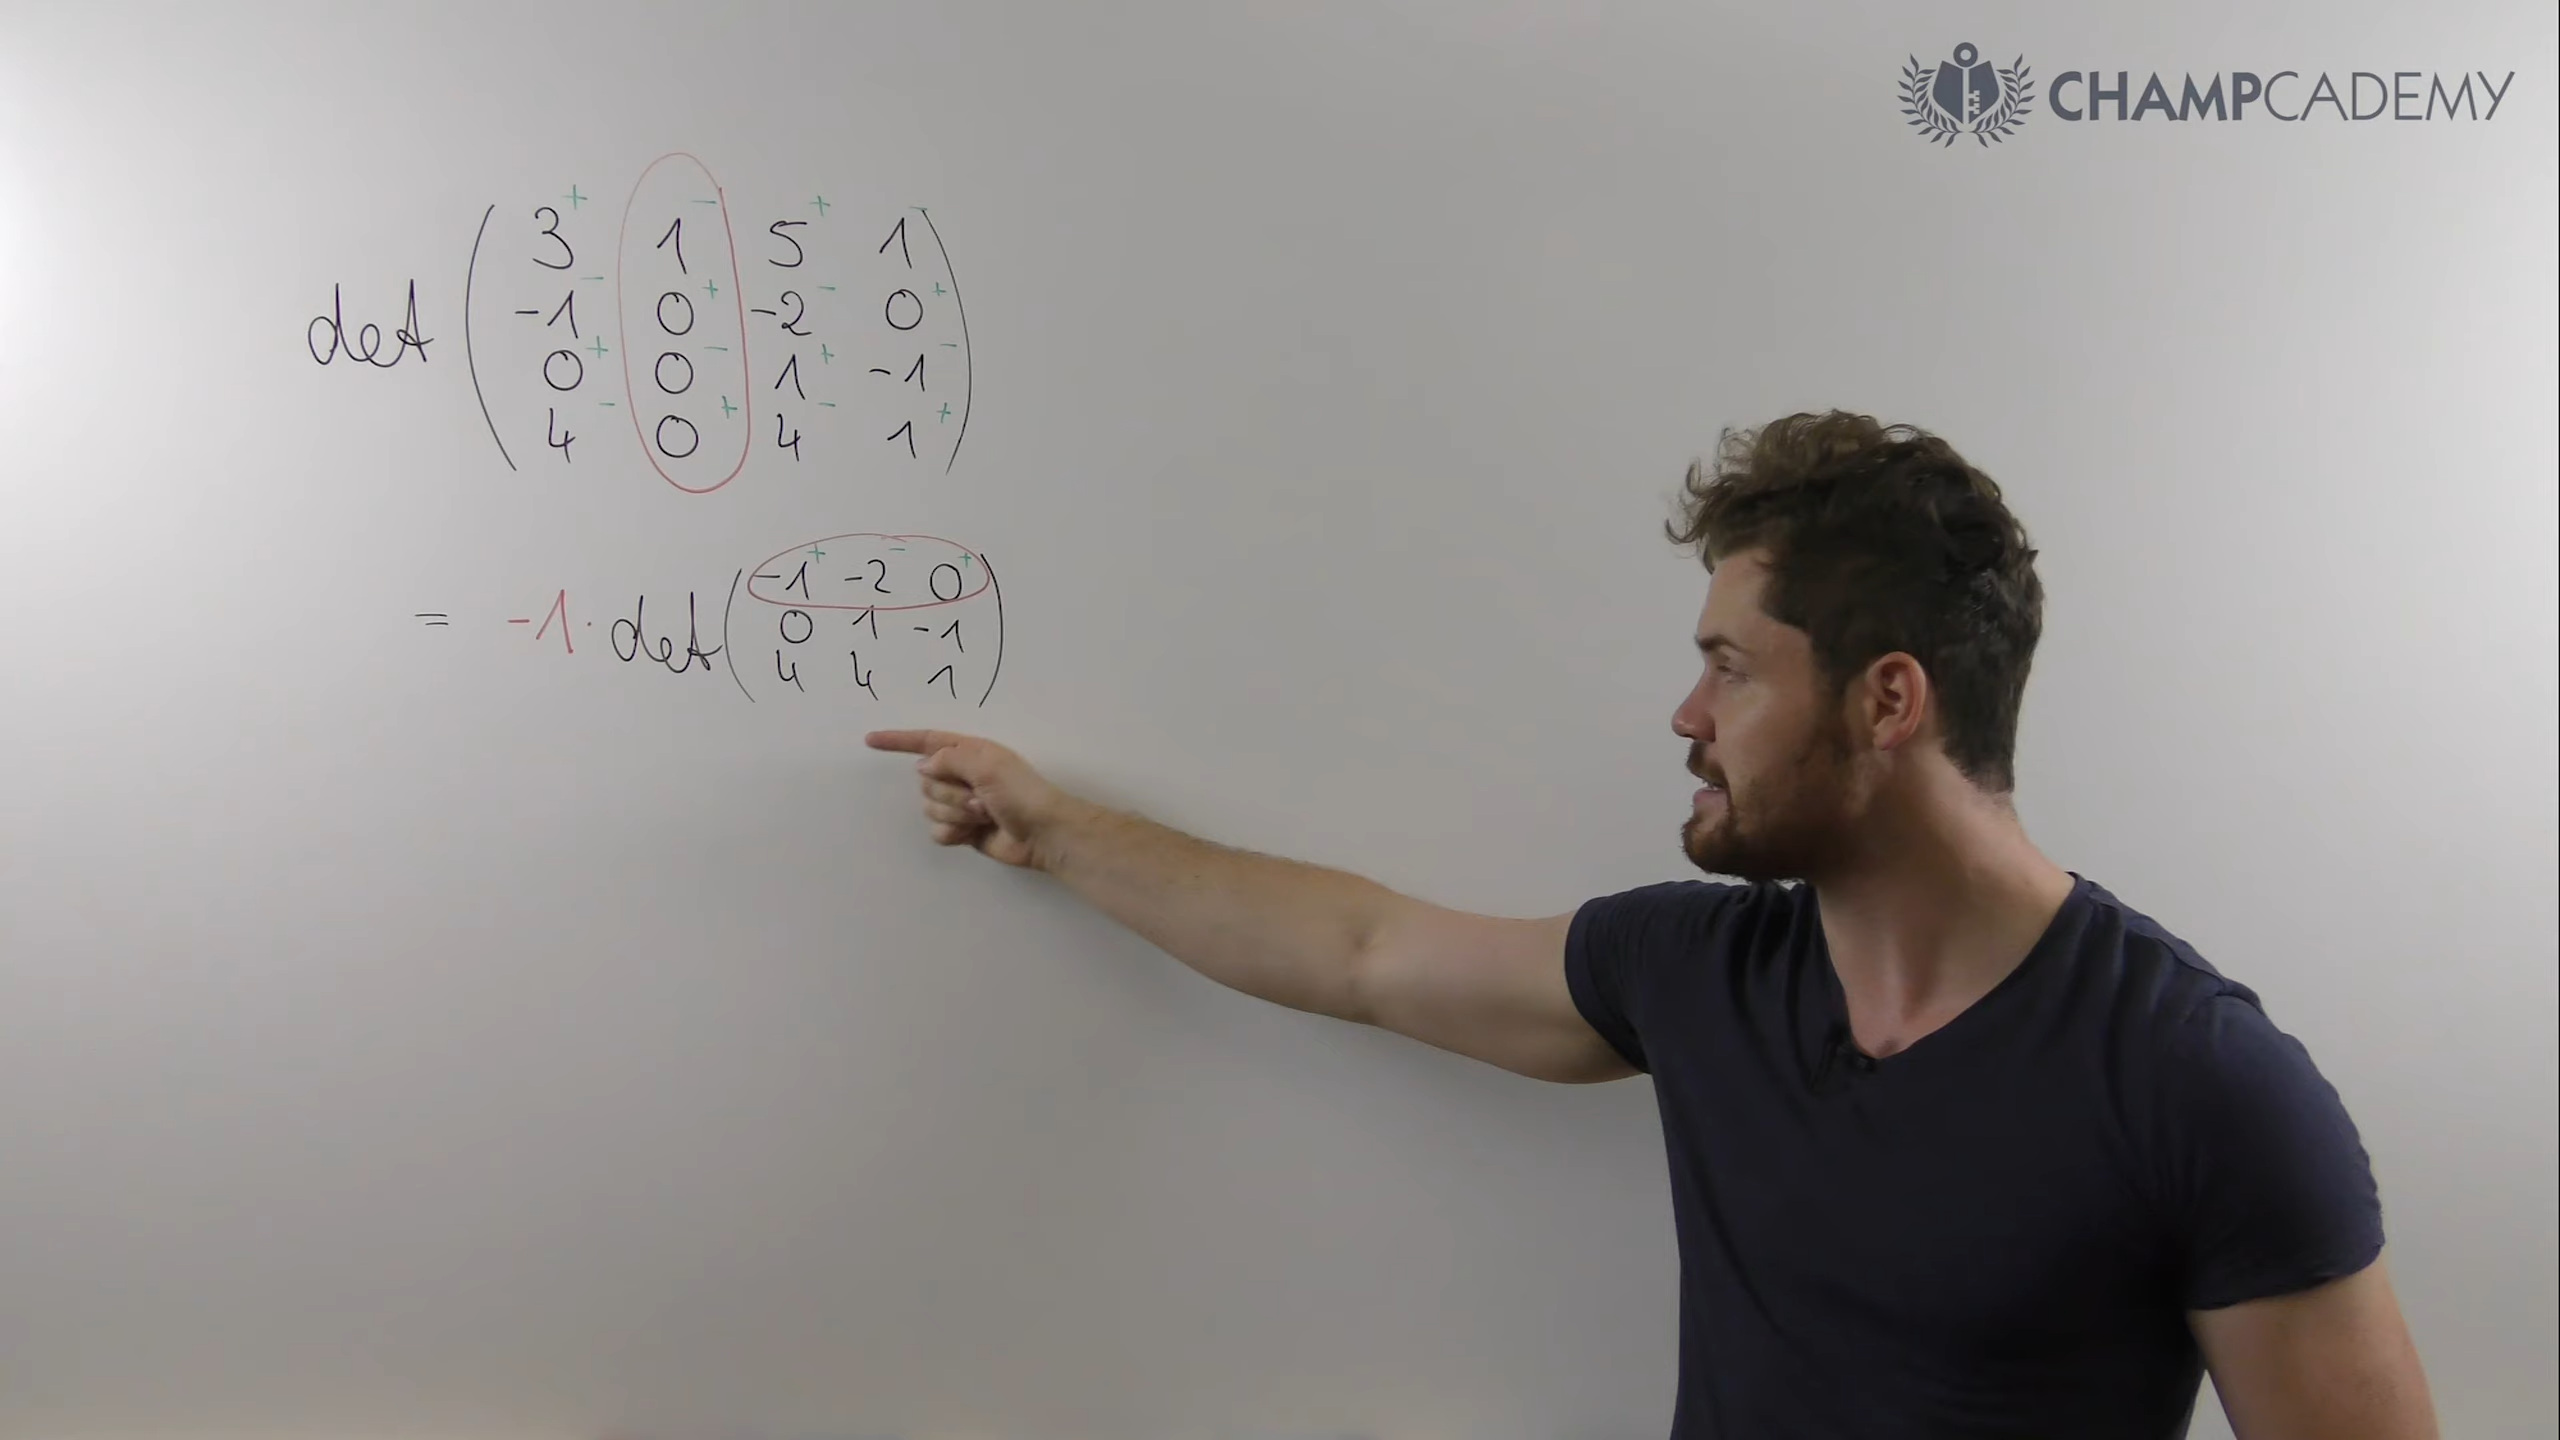 CHAMPCADEMY
3+ 1- 5+ 1-
det
-1- 0+ -2- 0+
0+ 0- 1+ -1-
4- 0+ 4- 1+
-1+ -2- 0+
= -1· det
0 1 -1
4 4 1